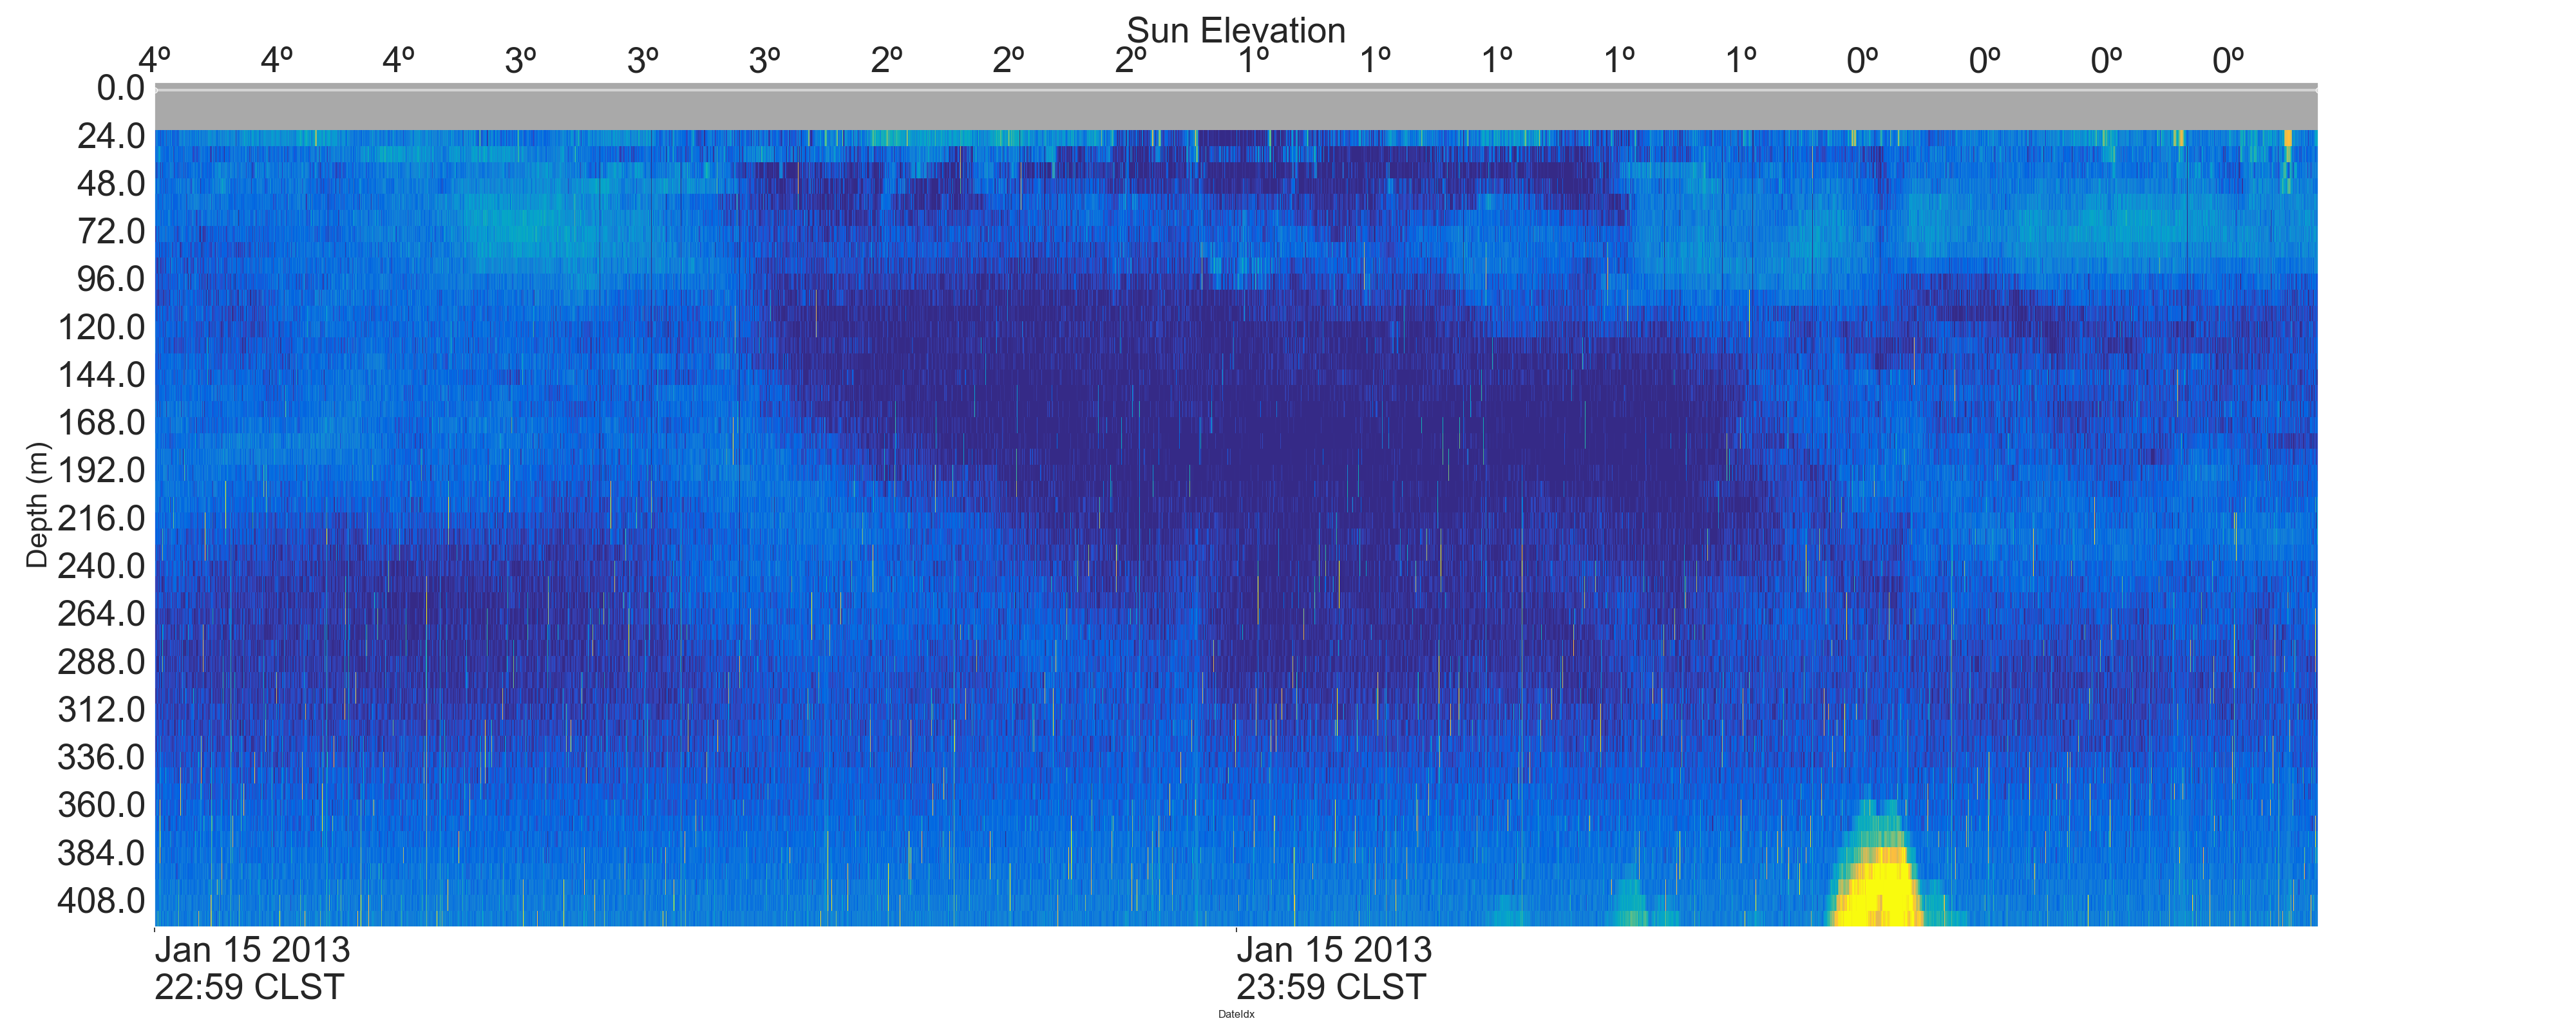 Sun Elevation
4º 4º 4º 3º 3º 3º 2º 2º 2º 1º 1º 1º 1º 1º 0º 0º 0º 0º
0.0
24.0
48.0
72.0
96.0
120.0
144.0
168.0
192.0
216.0
240.0
264.0
288.0
312.0
336.0
360.0
384.0
408.0
Depth (m)
Jan 15 2013
22:59 CLST
Jan 15 2013
23:59 CLST
DateIdx